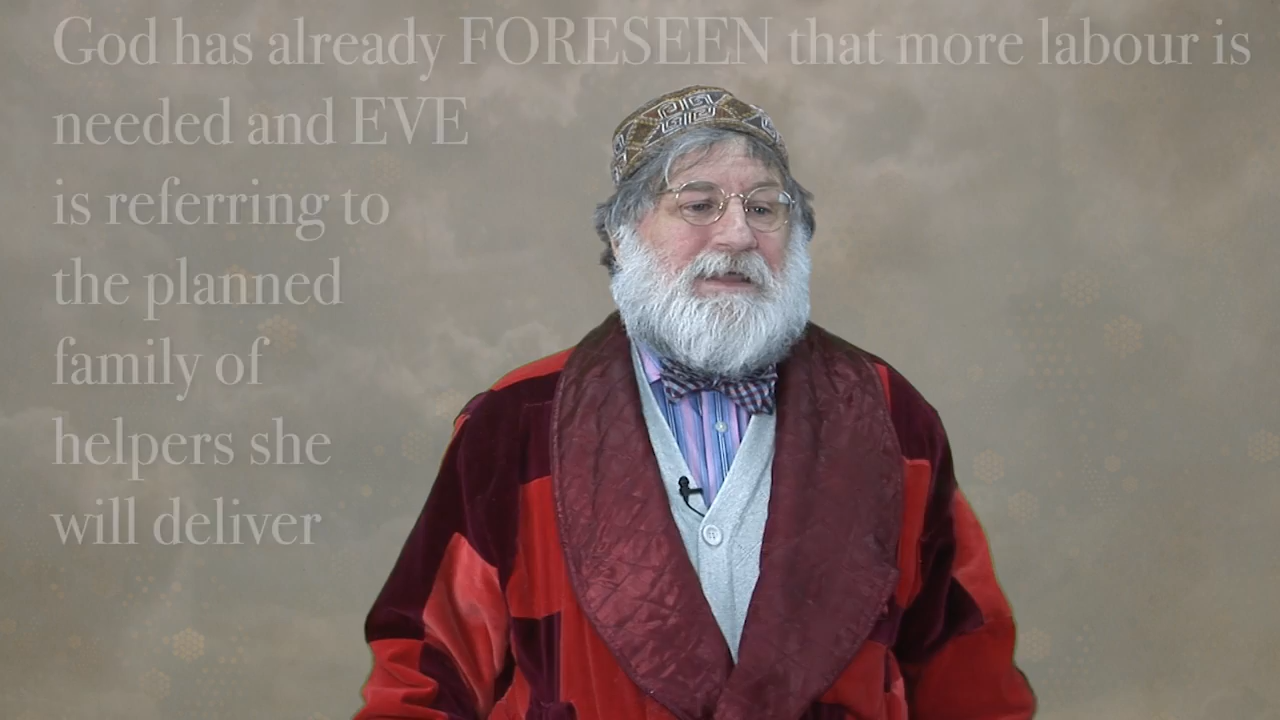 God has already FORESEEN that more labour is
needed and EVE
is referring to
the planned
family of
helpers she
will deliver